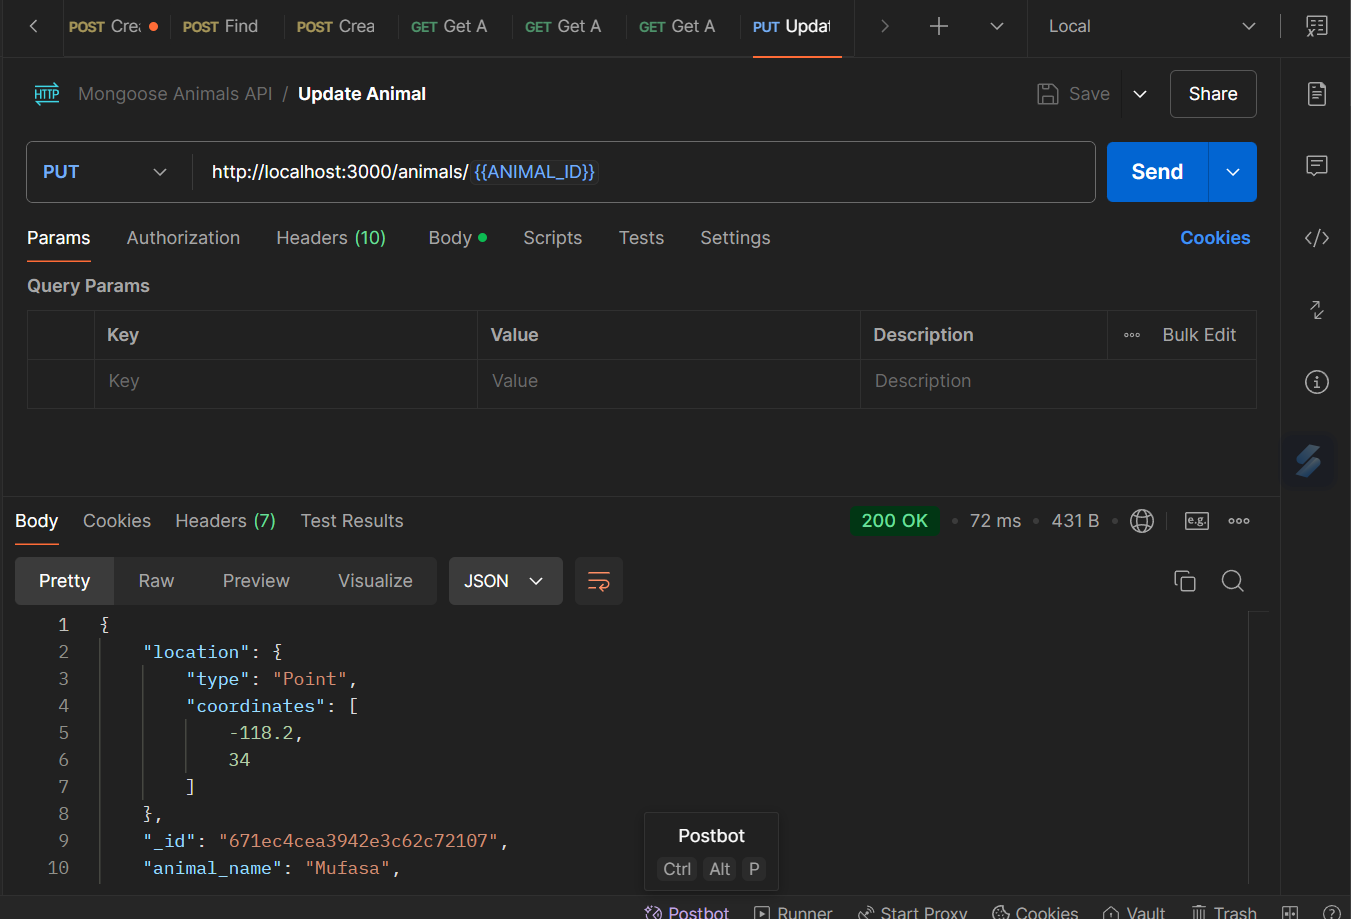 POST Cre
POST Find
POST Crea
GET Get A
GET Get A
GET Get A
PUT Updat
Local
HTTP
Mongoose Animals API / Update Animal
Save
Share
PUT
http://localhost:3000/animals/ {{ANIMAL_ID}}
Send
Params
Authorization
Headers (10)
Body
Scripts
Tests
Settings
Cookies
</>
Query Params
Key
Value
Description
Bulk Edit
Key
Value
Description
Body
Cookies
Headers (7)
Test Results
200 OK
72 ms
431 B
e.g.
Pretty
Raw
Preview
Visualize
JSON
1 {
2 "location": {
3 "type": "Point",
4 "coordinates": [
5 -118.2,
6 34
7 ]
8 },
9 "_id": "671ec4cea3942e3c62c72107",
10 "animal_name": "Mufasa",
Postbot
Ctrl Alt P
Postbot
Runner
Start Proxy
Cookies
Vault
Trash